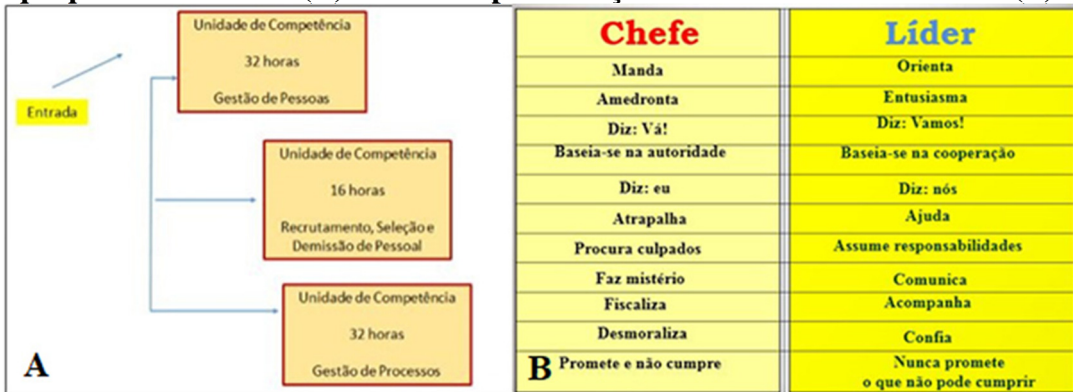 Unidade de Competência
32 horas
Gestão de Pessoas
Entrada
Unidade de Competência
16 horas
Recrutamento, Seleção e
Demissão de Pessoal
Unidade de Competência
32 horas
Gestão de Processos
A
Chefe Líder
Manda Orienta
Amedronta Entusiasma
Diz: Vá! Diz: Vamos!
Baseia-se na autoridade Baseia-se na cooperação
Diz: eu Diz: nós
Atrapalha Ajuda
Procura culpados Assume responsabilidades
Faz mistério Comunica
Fiscaliza Acompanha
Desmoraliza Confia
Promete e não cumpre Nunca promete
o que não pode cumprir
B